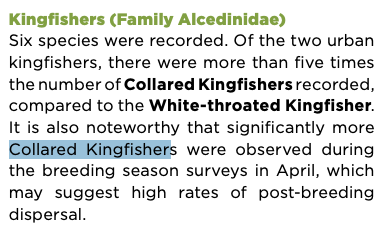 Kingfishers (Family Alcedinidae)
Six species were recorded. Of the two urban
kingfishers, there were more than five times
the number of Collared Kingfishers recorded,
compared to the White-throated Kingfisher.
It is also noteworthy that significantly more
Collared Kingfishers were observed during
the breeding season surveys in April, which
may suggest high rates of post-breeding
dispersal.